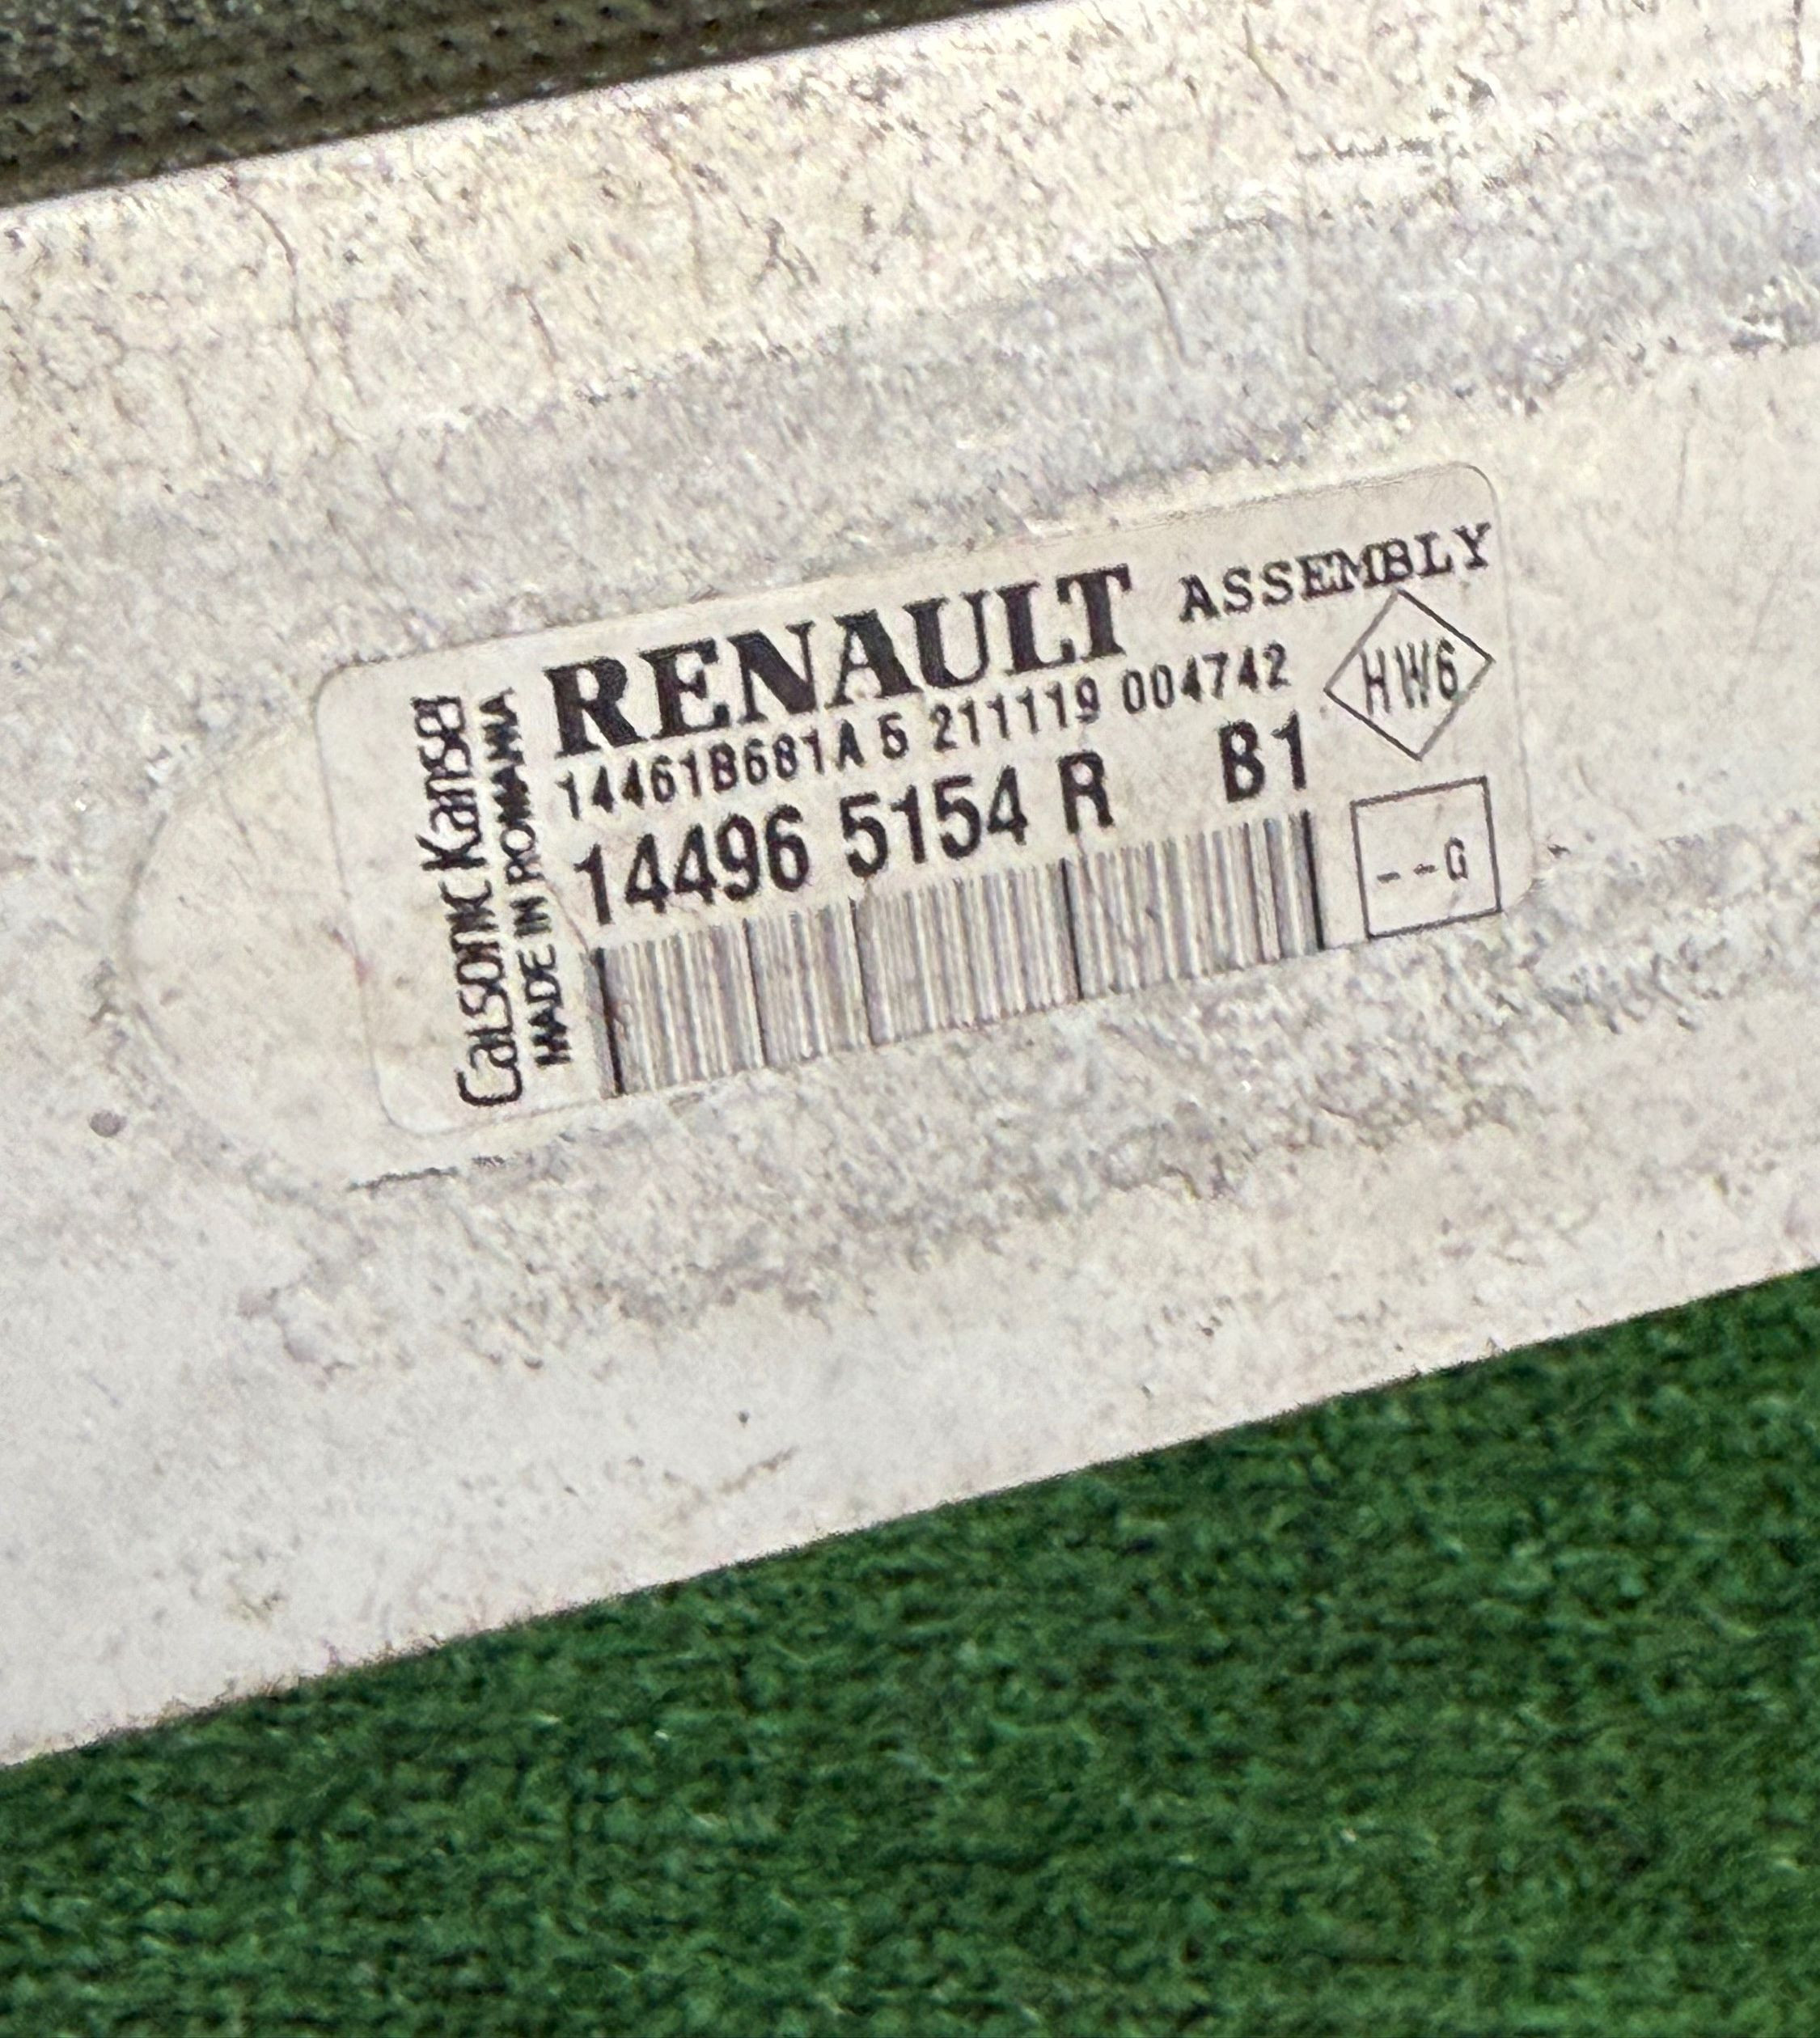 RENAULT ASSEMBLY
14461B681A 5 211119 004742
HW6
14496 5154 R B1
--G
Calsonic Kansei
MADE IN ROMANIA